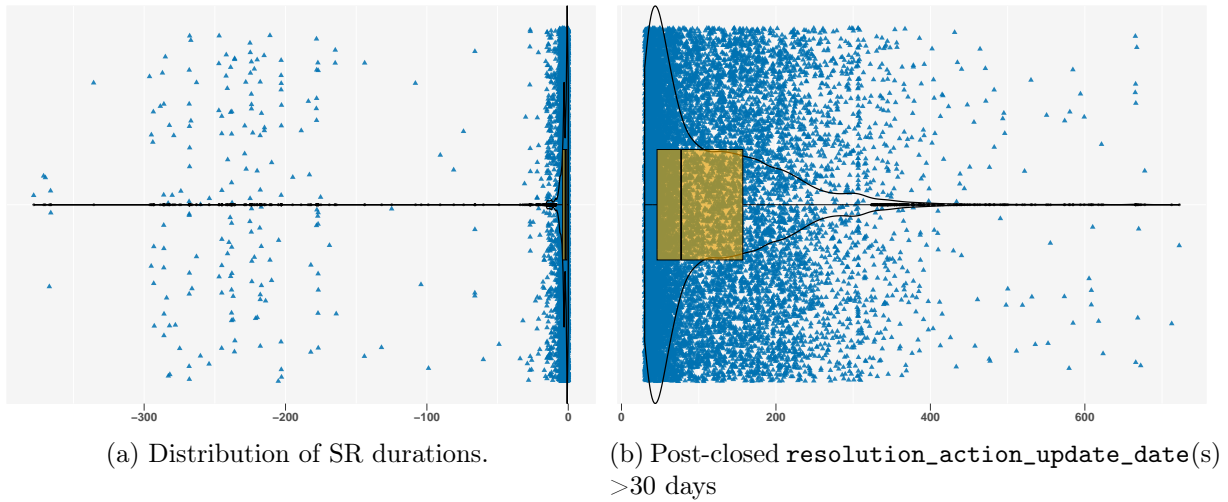 −300 −200 −100 0
0 200 400 600
(a) Distribution of SR durations.
(b) Post-closed resolution_action_update_date(s)
>30 days